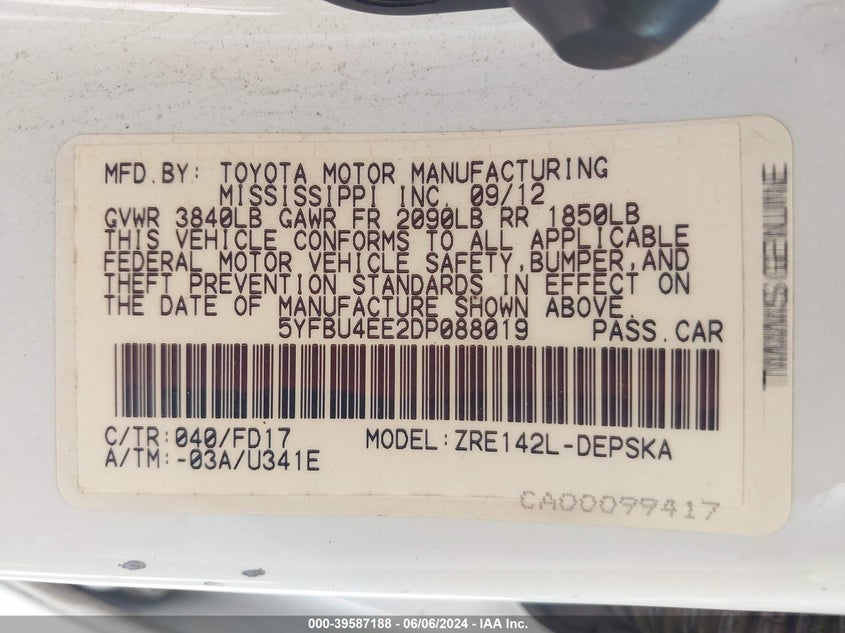 MFD.BY: TOYOTA MOTOR MANUFACTURING
MISSISSIPPI INC. 09/12
GVWR 3840LB GAWR FR 2090LB RR 1850LB
THIS VEHICLE CONFORMS TO ALL APPLICABLE
FEDERAL MOTOR VEHICLE SAFETY,BUMPER,AND
THEFT PREVENTION STANDARDS IN EFFECT ON
THE DATE OF MANUFACTURE SHOWN ABOVE.
5YFBU4EE2DP088019 PASS.CAR
C/TR:040/FD17 MODEL:ZRE142L-DEPSKA
A/TM:-03A/U341E
CA00099417
000-39587188 | 06/06/2024 | IAA Inc.